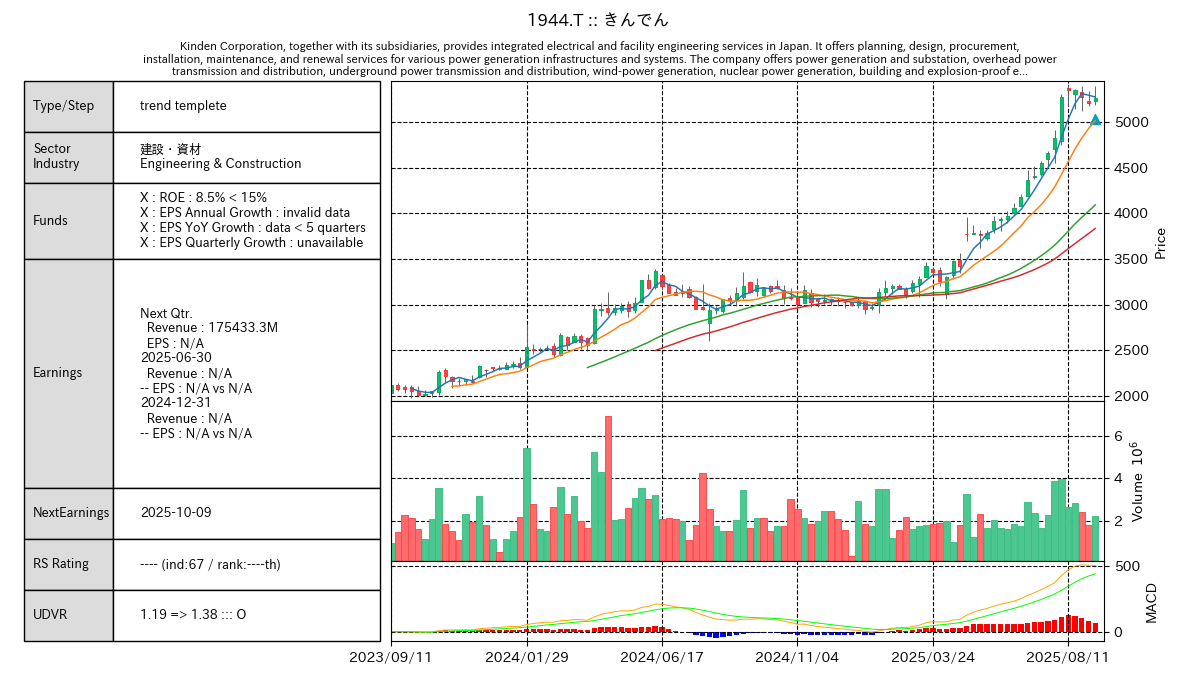 1944.T :: きんでん
Kinden Corporation, together with its subsidiaries, provides integrated electrical and facility engineering services in Japan. It offers planning, design, procurement,
installation, maintenance, and renewal services for various power generation infrastructures and systems. The company offers power generation and substation, overhead power
transmission and distribution, underground power transmission and distribution, wind-power generation, nuclear power generation, building and explosion-proof e...
Type/Step
trend templete
Sector
Industry
建設・資材
Engineering & Construction
Funds
X : ROE : 8.5% < 15%
X : EPS Annual Growth : invalid data
X : EPS YoY Growth : data < 5 quarters
X : EPS Quarterly Growth : unavailable
Earnings
Next Qtr.
Revenue : 175433.3M
EPS : N/A
2025-06-30
Revenue : N/A
-- EPS : N/A vs N/A
2024-12-31
Revenue : N/A
-- EPS : N/A vs N/A
NextEarnings
2025-10-09
RS Rating
---- (ind:67 / rank:----th)
UDVR
1.19 => 1.38 ::: O
5000
4500
4000
3500
3000
2500
2000
Price
6
4
2
Volume 10^6
500
0
MACD
2023/09/11
2024/01/29
2024/06/17
2024/11/04
2025/03/24
2025/08/11